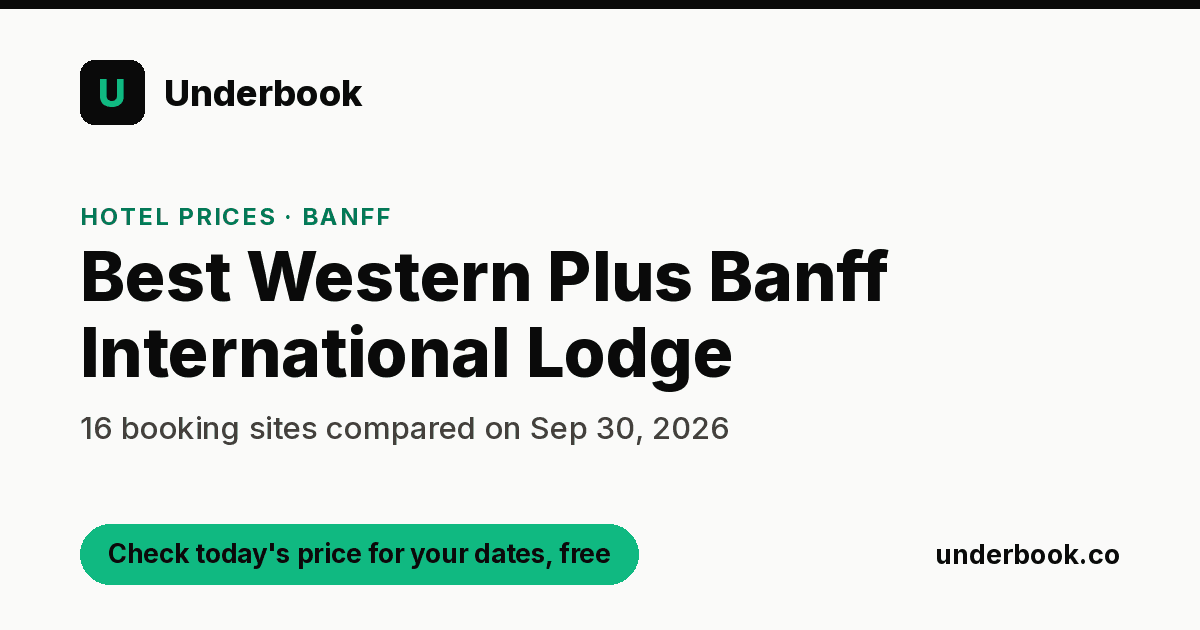 U Underbook
HOTEL PRICES · BANFF
Best Western Plus Banff
International Lodge
16 booking sites compared on Sep 30, 2026
Check today's price for your dates, free
underbook.co